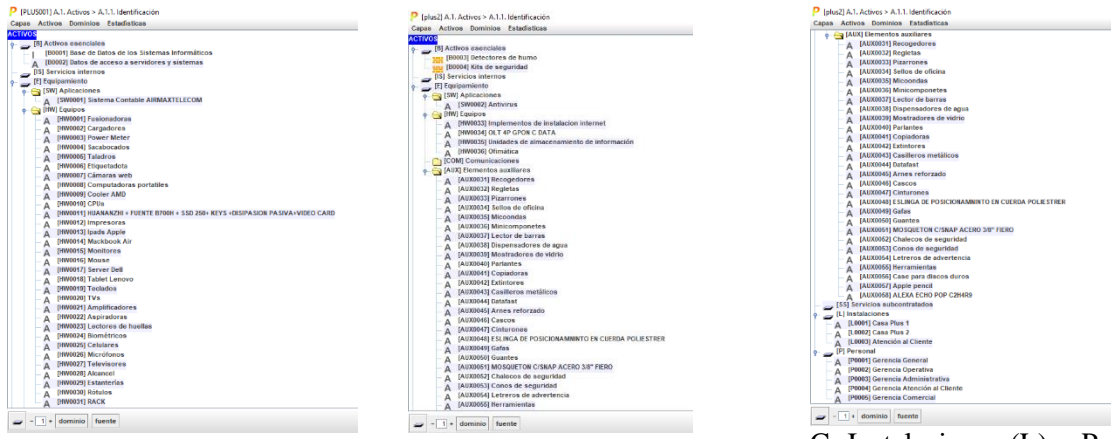 [PLUS001] A.1. Activos > A.1.1. Identificación
Capas Activos Dominios Estadísticas
ACTIVOS
[B] Activos esenciales
[B0001] Base de Datos de los Sistemas Informáticos
[B0002] Datos de acceso a servidores y sistemas
[IS] Servicios internos
[E] Equipamiento
[SW] Aplicaciones
[SW0001] Sistema Contable AIRMAXTELECOM
[HW] Equipos
[HW0001] Fusionadoras
[HW0002] Cargadores
[HW0003] Power Meter
[HW0004] Sacabocados
[HW0005] Taladros
[HW0006] Etiquetadota
[HW0007] Cámaras web
[HW0008] Computadoras portatiles
[HW0009] Cooler AMD
[HW0010] CPUs
[HW0011] HUANANZHI + FUENTE B700H + SSD 250+ KEYS +DISIPASION PASIVA+VIDEO CARD
[HW0012] Impresoras
[HW0013] Ipads Apple
[HW0014] Mackbook Air
[HW0015] Monitores
[HW0016] Mouse
[HW0017] Server Dell
[HW0018] Tablet Lenovo
[HW0019] Teclados
[HW0020] TVs
[HW0021] Amplificadores
[HW0022] Aspiradoras
[HW0023] Lectores de huellas
[HW0024] Biométricos
[HW0025] Celulares
[HW0026] Micrófonos
[HW0027] Televisores
[HW0028] Alcancel
[HW0029] Estanterías
[HW0030] Rótulos
[HW0031] RACK
- 1 + dominio fuente
[plus2] A.1. Activos > A.1.1. Identificación
Capas Activos Dominios Estadísticas
ACTIVOS
[B] Activos esenciales
[B0003] Detectores de humo
[B0004] Kits de seguridad
[IS] Servicios internos
[E] Equipamiento
[SW] Aplicaciones
[SW0002] Antivirus
[HW] Equipos
[HW0033] Implementos de instalacion internet
[HW0034] OLT 4P GPON C DATA
[HW0035] Unidades de almacenamiento de información
[HW0036] Ofimática
[COM] Comunicaciones
[AUX] Elementos auxiliares
[AUX0031] Recogedores
[AUX0032] Regletas
[AUX0033] Pizarrones
[AUX0034] Sellos de oficina
[AUX0035] Micoondas
[AUX0036] Minicomponetes
[AUX0037] Lector de barras
[AUX0038] Dispensadores de agua
[AUX0039] Mostradores de vidrio
[AUX0040] Parlantes
[AUX0041] Copiadoras
[AUX0042] Extintores
[AUX0043] Casilleros metálicos
[AUX0044] Datafast
[AUX0045] Arnes reforzado
[AUX0046] Cascos
[AUX0047] Cinturones
[AUX0048] ESLINGA DE POSICIONAMNINTO EN CUERDA POLIESTRER
[AUX0049] Gafas
[AUX0050] Guantes
[AUX0051] MOSQUETON C/SNAP ACERO 3/8" FIERO
[AUX0052] Chalecos de seguridad
[AUX0053] Conos de seguridad
[AUX0054] Letreros de advertencia
[AUX0055] Herramientas
- 1 + dominio fuente
[plus2] A.1. Activos > A.1.1. Identificación
Capas Activos Dominios Estadísticas
[AUX] Elementos auxiliares
[AUX0031] Recogedores
[AUX0032] Regletas
[AUX0033] Pizarrones
[AUX0034] Sellos de oficina
[AUX0035] Micoondas
[AUX0036] Minicomponetes
[AUX0037] Lector de barras
[AUX0038] Dispensadores de agua
[AUX0039] Mostradores de vidrio
[AUX0040] Parlantes
[AUX0041] Copiadoras
[AUX0042] Extintores
[AUX0043] Casilleros metálicos
[AUX0044] Datafast
[AUX0045] Arnes reforzado
[AUX0046] Cascos
[AUX0047] Cinturones
[AUX0048] ESLINGA DE POSICIONAMNINTO EN CUERDA POLIESTRER
[AUX0049] Gafas
[AUX0050] Guantes
[AUX0051] MOSQUETON C/SNAP ACERO 3/8" FIERO
[AUX0052] Chalecos de seguridad
[AUX0053] Conos de seguridad
[AUX0054] Letreros de advertencia
[AUX0055] Herramientas
[AUX0056] Case para discos duros
[AUX0057] Apple pencil
[AUX0058] ALEXA ECHO POP C2H4R9
[SS] Servicios subcontratados
[L] Instalaciones
[L0001] Casa Plus 1
[L0002] Casa Plus 2
[L0003] Atención al Cliente
[P] Personal
[P0001] Gerencia General
[P0002] Gerencia Operativa
[P0003] Gerencia Administrativa
[P0004] Gerencia Atención al Cliente
[P0005] Gerencia Comercial
- 1 + dominio fuente